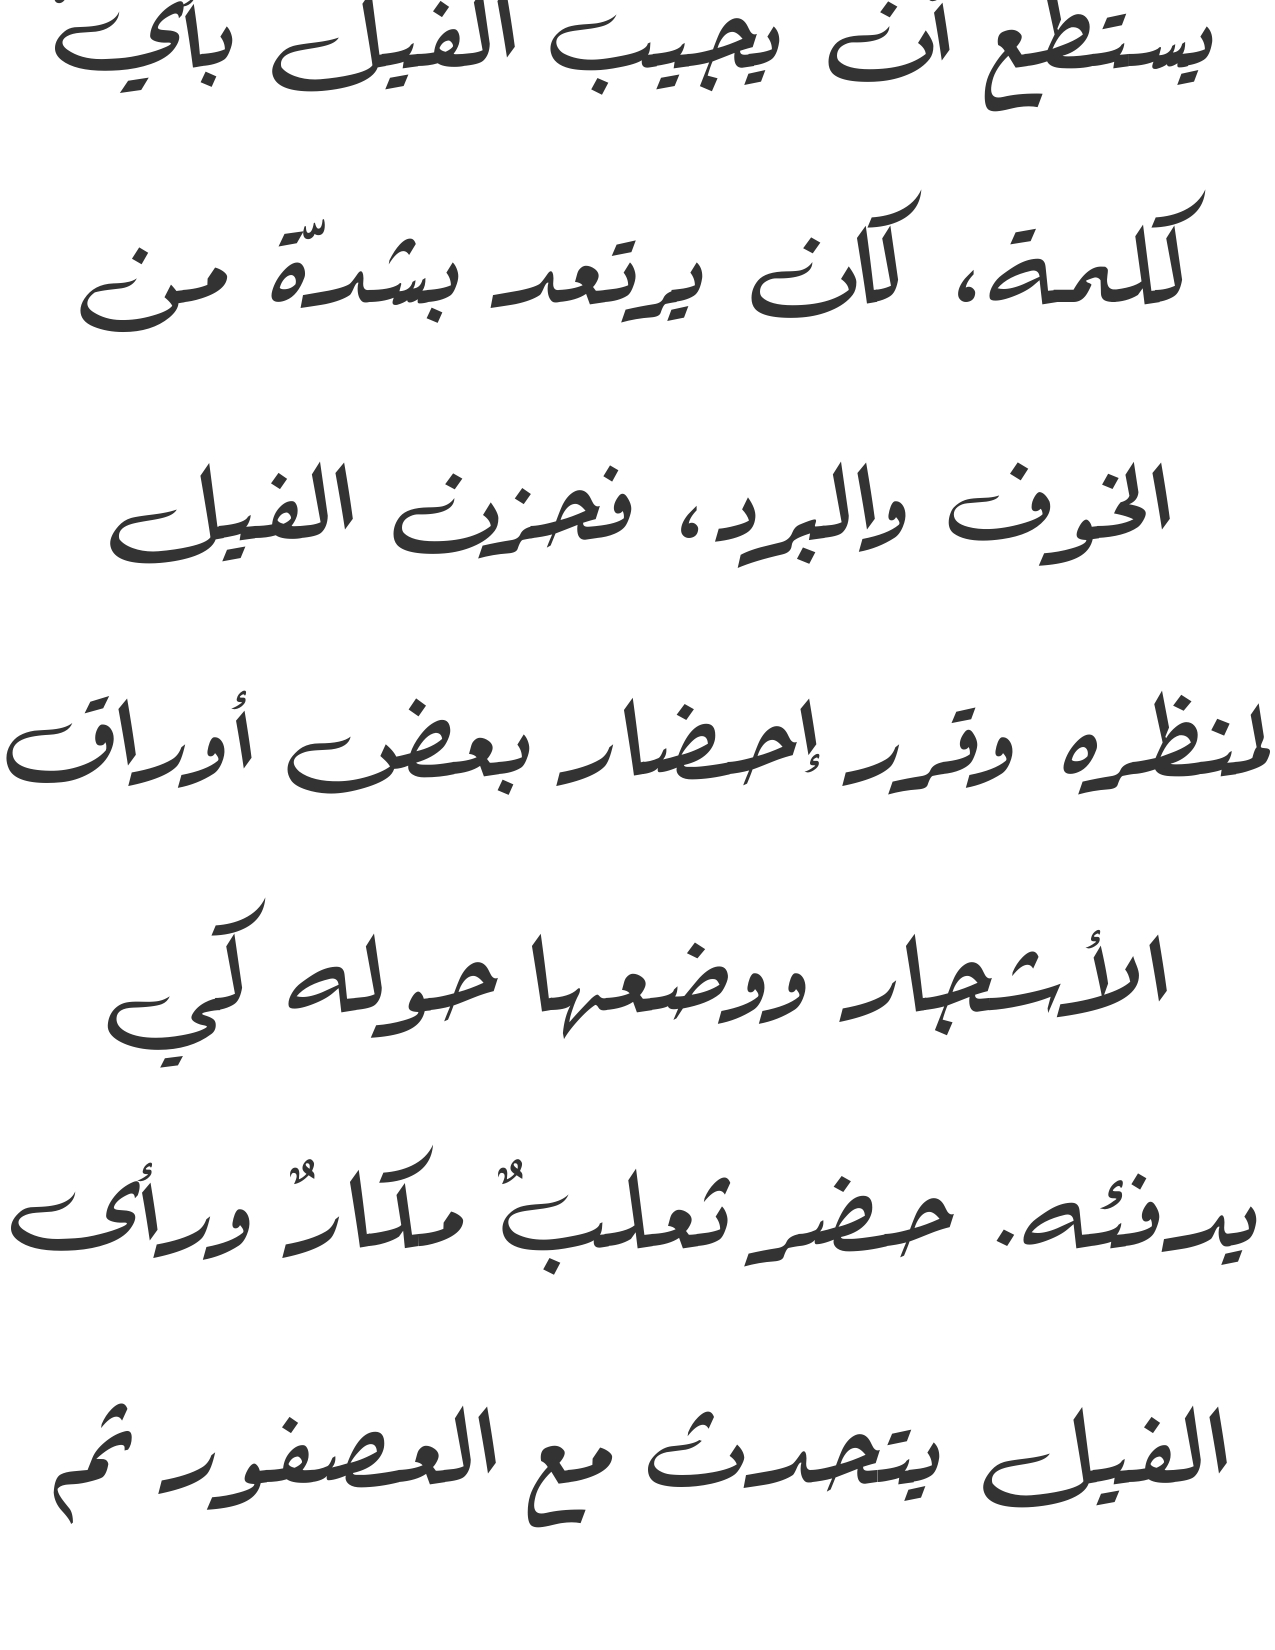 يستطع أن يجيب الفيل بأي
كلمة، كان يرتعد بشدّة من
الخوف والبرد، فحزن الفيل
لمنظره وقرر إحضار بعض أوراق
الأشجار ووضعها حوله كي
يدفئه. حضر ثعلبٌ مكارٌ ورأى
الفيل يتحدث مع العصفور ثم